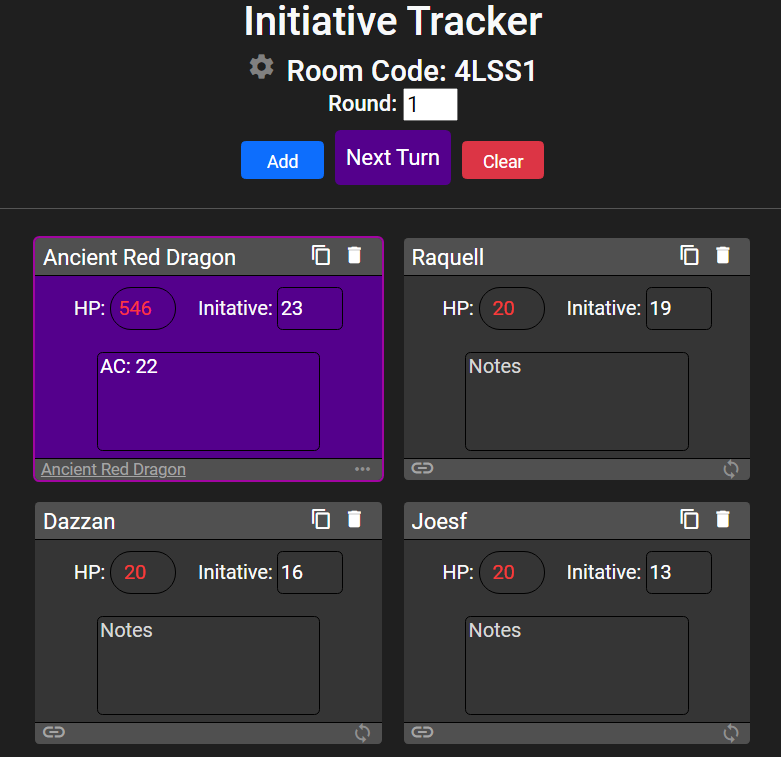 Initiative Tracker
Room Code: 4LSS1
Round: 1
Add Next Turn Clear
Ancient Red Dragon
HP: 546 Initative: 23
AC: 22
Ancient Red Dragon
Raquell
HP: 20 Initative: 19
Notes
Dazzan
HP: 20 Initative: 16
Notes
Joesf
HP: 20 Initative: 13
Notes